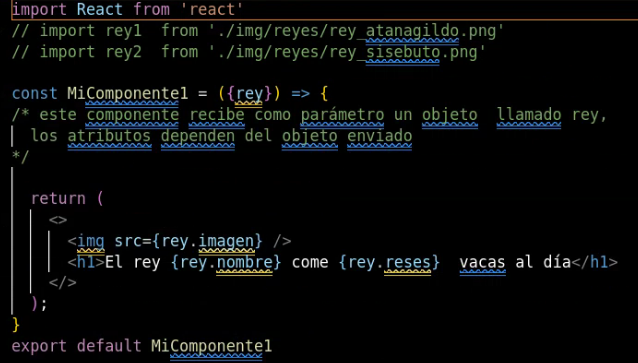 import React from 'react'
// import rey1  from './img/reyes/rey_atanagildo.png'
// import rey2  from './img/reyes/rey_sisebuto.png'
const MiComponente1 = ({rey}) => {
/* este componente recibe como parámetro un objeto  llamado rey,
los atributos dependen del objeto enviado
*/
return (
<>
<img src={rey.imagen} />
<h1>El rey {rey.nombre} come {rey.reses}  vacas al día</h1>
</>
);
}
export default MiComponente1